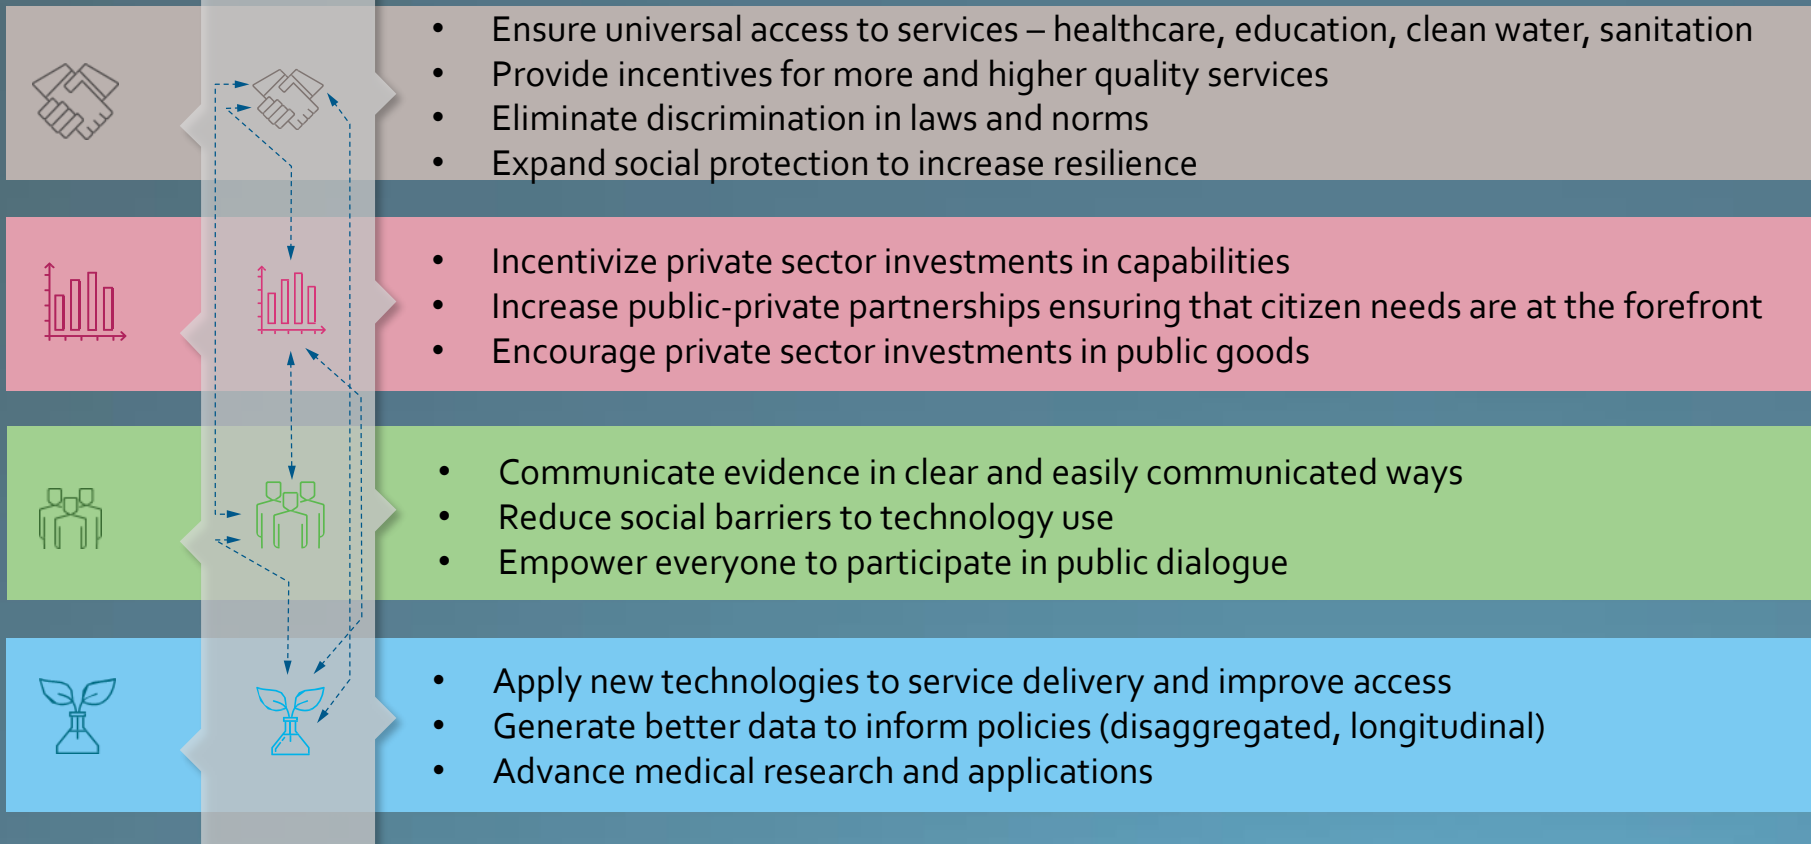 • Ensure universal access to services – healthcare, education, clean water, sanitation
• Provide incentives for more and higher quality services
• Eliminate discrimination in laws and norms
• Expand social protection to increase resilience
• Incentivize private sector investments in capabilities
• Increase public-private partnerships ensuring that citizen needs are at the forefront
• Encourage private sector investments in public goods
• Communicate evidence in clear and easily communicated ways
• Reduce social barriers to technology use
• Empower everyone to participate in public dialogue
• Apply new technologies to service delivery and improve access
• Generate better data to inform policies (disaggregated, longitudinal)
• Advance medical research and applications